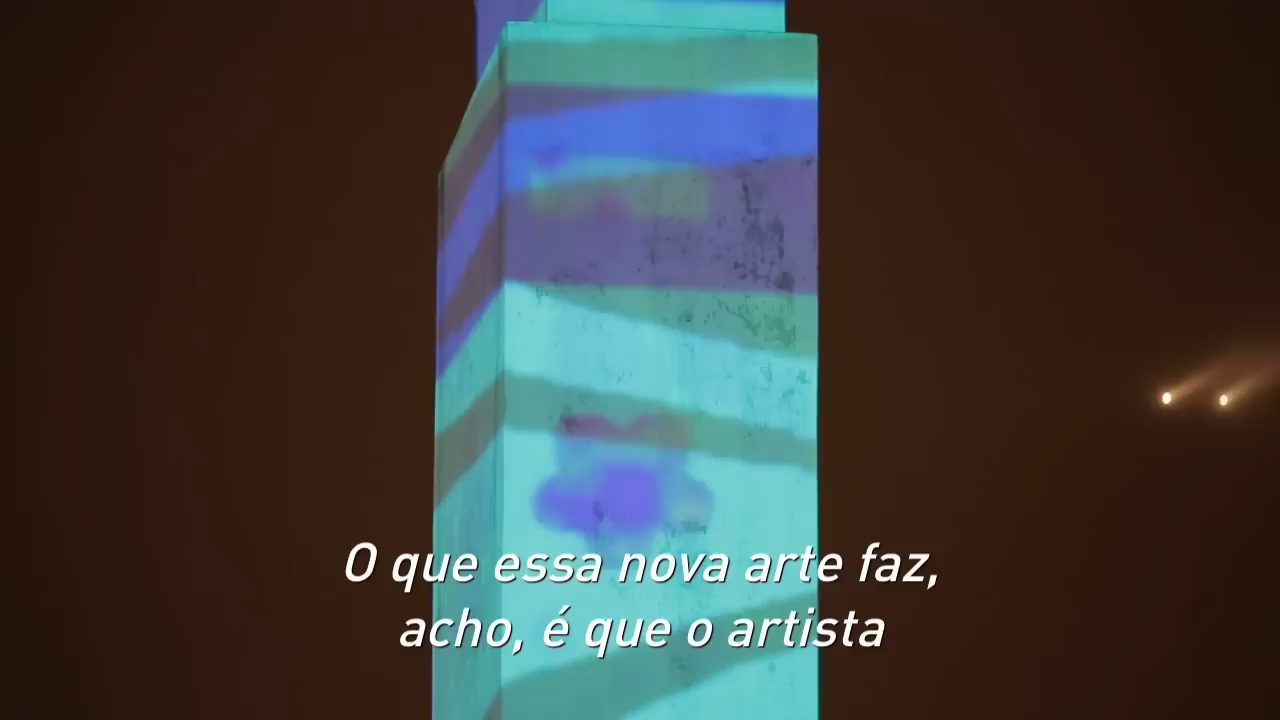 O que essa nova arte faz,
acho, é que o artista